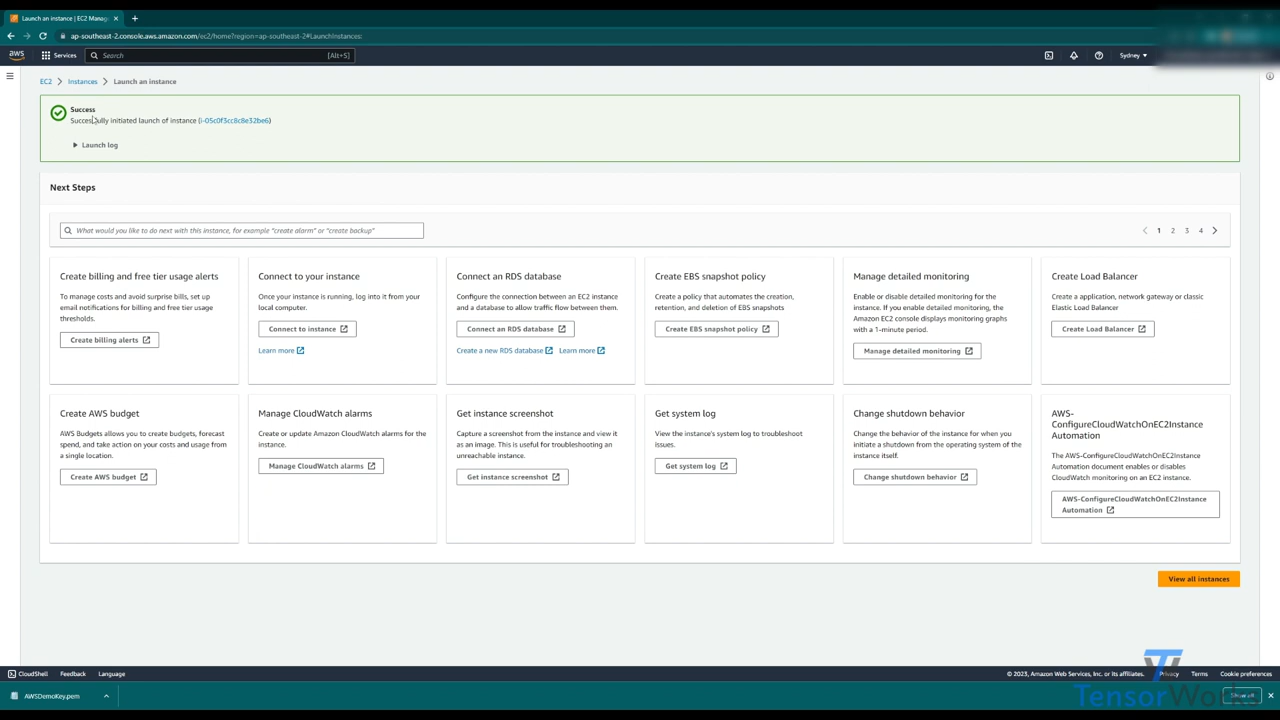 Launch an instance | EC2 Manag
ap-southeast-2.console.aws.amazon.com/ec2/home?region=ap-southeast-2#LaunchInstances:
aws
Services
Search
[Alt+S]
Sydney
EC2
Instances
Launch an instance
Success
Successfully initiated launch of instance (i-05c0f3cc8c8e32be6)
Launch log
Next Steps
What would you like to do next with this instance, for example "create alarm" or "create backup"
1 2 3 4
Create billing and free tier usage alerts
To manage costs and avoid surprise bills, set up
email notifications for billing and free tier usage
thresholds.
Create billing alerts
Connect to your instance
Once your instance is running, log into it from your
local computer.
Connect to instance
Learn more
Connect an RDS database
Configure the connection between an EC2 instance
and a database to allow traffic flow between them.
Connect an RDS database
Create a new RDS database Learn more
Create EBS snapshot policy
Create a policy that automates the creation,
retention, and deletion of EBS snapshots
Create EBS snapshot policy
Manage detailed monitoring
Enable or disable detailed monitoring for the
instance. If you enable detailed monitoring, the
Amazon EC2 console displays monitoring graphs
with a 1-minute period.
Manage detailed monitoring
Create Load Balancer
Create a application, network gateway or classic
Elastic Load Balancer
Create Load Balancer
Create AWS budget
AWS Budgets allows you to create budgets, forecast
spend, and take action on your costs and usage from
a single location.
Create AWS budget
Manage CloudWatch alarms
Create or update Amazon CloudWatch alarms for the
instance.
Manage CloudWatch alarms
Get instance screenshot
Capture a screenshot from the instance and view it
as an image. This is useful for troubleshooting an
unreachable instance.
Get instance screenshot
Get system log
View the instance's system log to troubleshoot
issues.
Get system log
Change shutdown behavior
Change the behavior of the instance for when you
initiate a shutdown from the operating system of the
instance itself.
Change shutdown behavior
AWS-
ConfigureCloudWatchOnEC2Instance
Automation
The AWS-ConfigureCloudWatchOnEC2Instance
Automation document enables or disables
CloudWatch monitoring on an EC2 instance.
AWS-ConfigureCloudWatchOnEC2Instance
Automation
View all instances
CloudShell
Feedback
Language
© 2023, Amazon Web Services, Inc. or its affiliates.
Privacy
Terms
Cookie preferences
AWSDemoKey.pem
Show all
TensorWorks